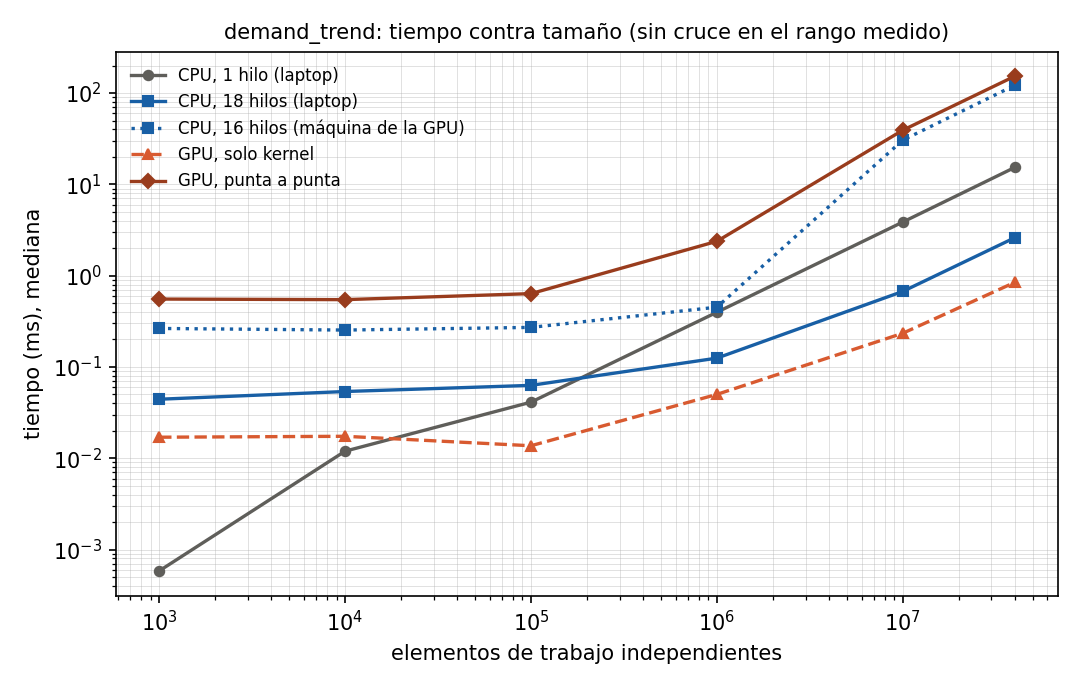 demand_trend: tiempo contra tamaño (sin cruce en el rango medido)
CPU, 1 hilo (laptop)
CPU, 18 hilos (laptop)
CPU, 16 hilos (máquina de la GPU)
GPU, solo kernel
GPU, punta a punta
tiempo (ms), mediana
10²
10¹
10⁰
10⁻¹
10⁻²
10⁻³
10³ 10⁴ 10⁵ 10⁶ 10⁷
elementos de trabajo independientes